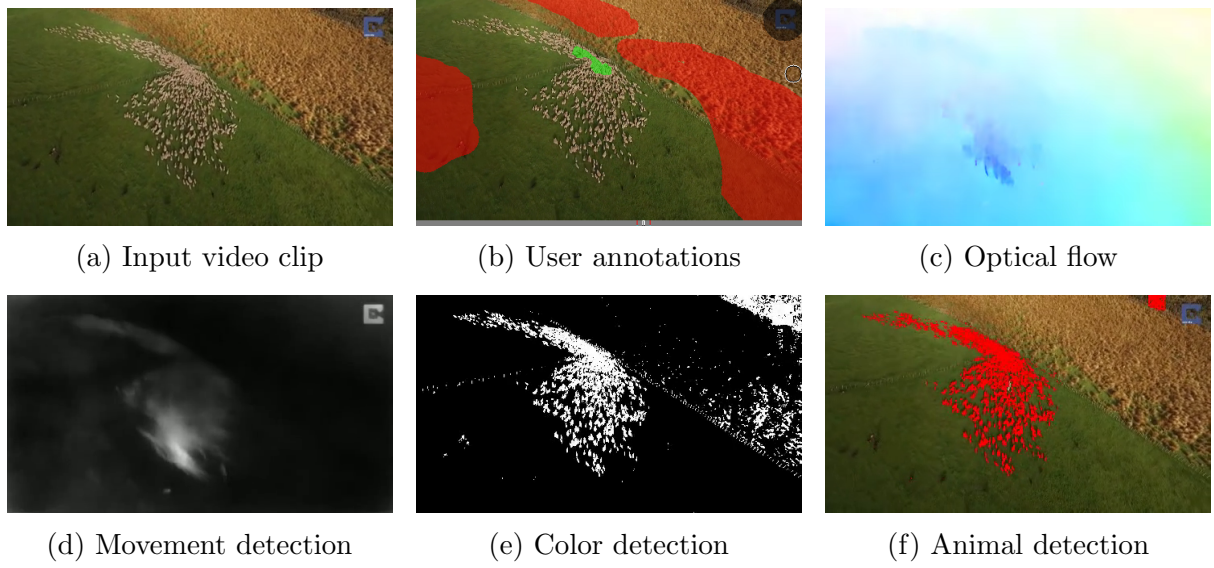 (a) Input video clip
(b) User annotations
(c) Optical flow
(d) Movement detection
(e) Color detection
(f) Animal detection